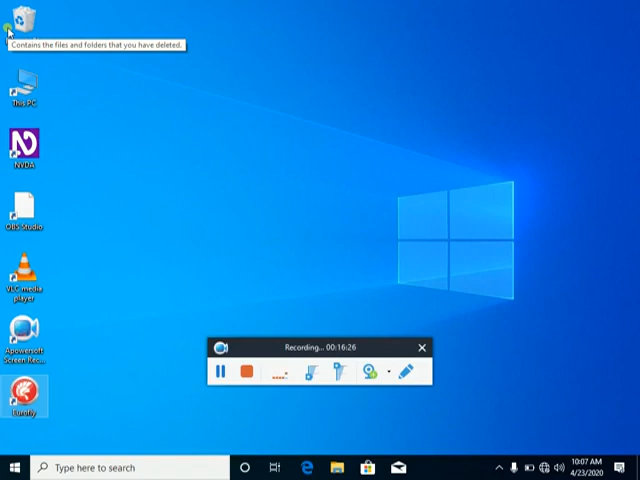 Contains the files and folders that you have deleted.
This PC
NVDA
OBS Studio
VLC media
player
Apowersoft
Screen Rec...
Eurofly
Recording... 00:16:26
Type here to search
10:07 AM
4/23/2020